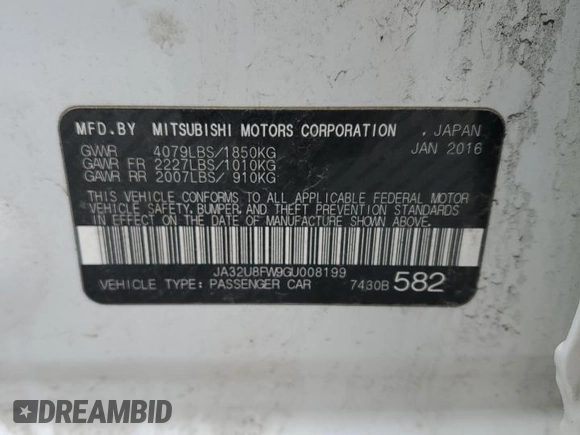 MFD.BY MITSUBISHI MOTORS CORPORATION , JAPAN
GVWR 4079LBS/1850KG JAN 2016
GAWR FR 2227LBS/1010KG
GAWR RR 2007LBS/ 910KG
THIS VEHICLE CONFORMS TO ALL APPLICABLE FEDERAL MOTOR
VEHICLE SAFETY, BUMPER, AND THEFT PREVENTION STANDARDS
IN EFFECT ON THE DATE OF MANUFACTURE SHOWN ABOVE.
JA32U8FW9GU008199
VEHICLE TYPE: PASSENGER CAR 7430B 582
DREAMBID